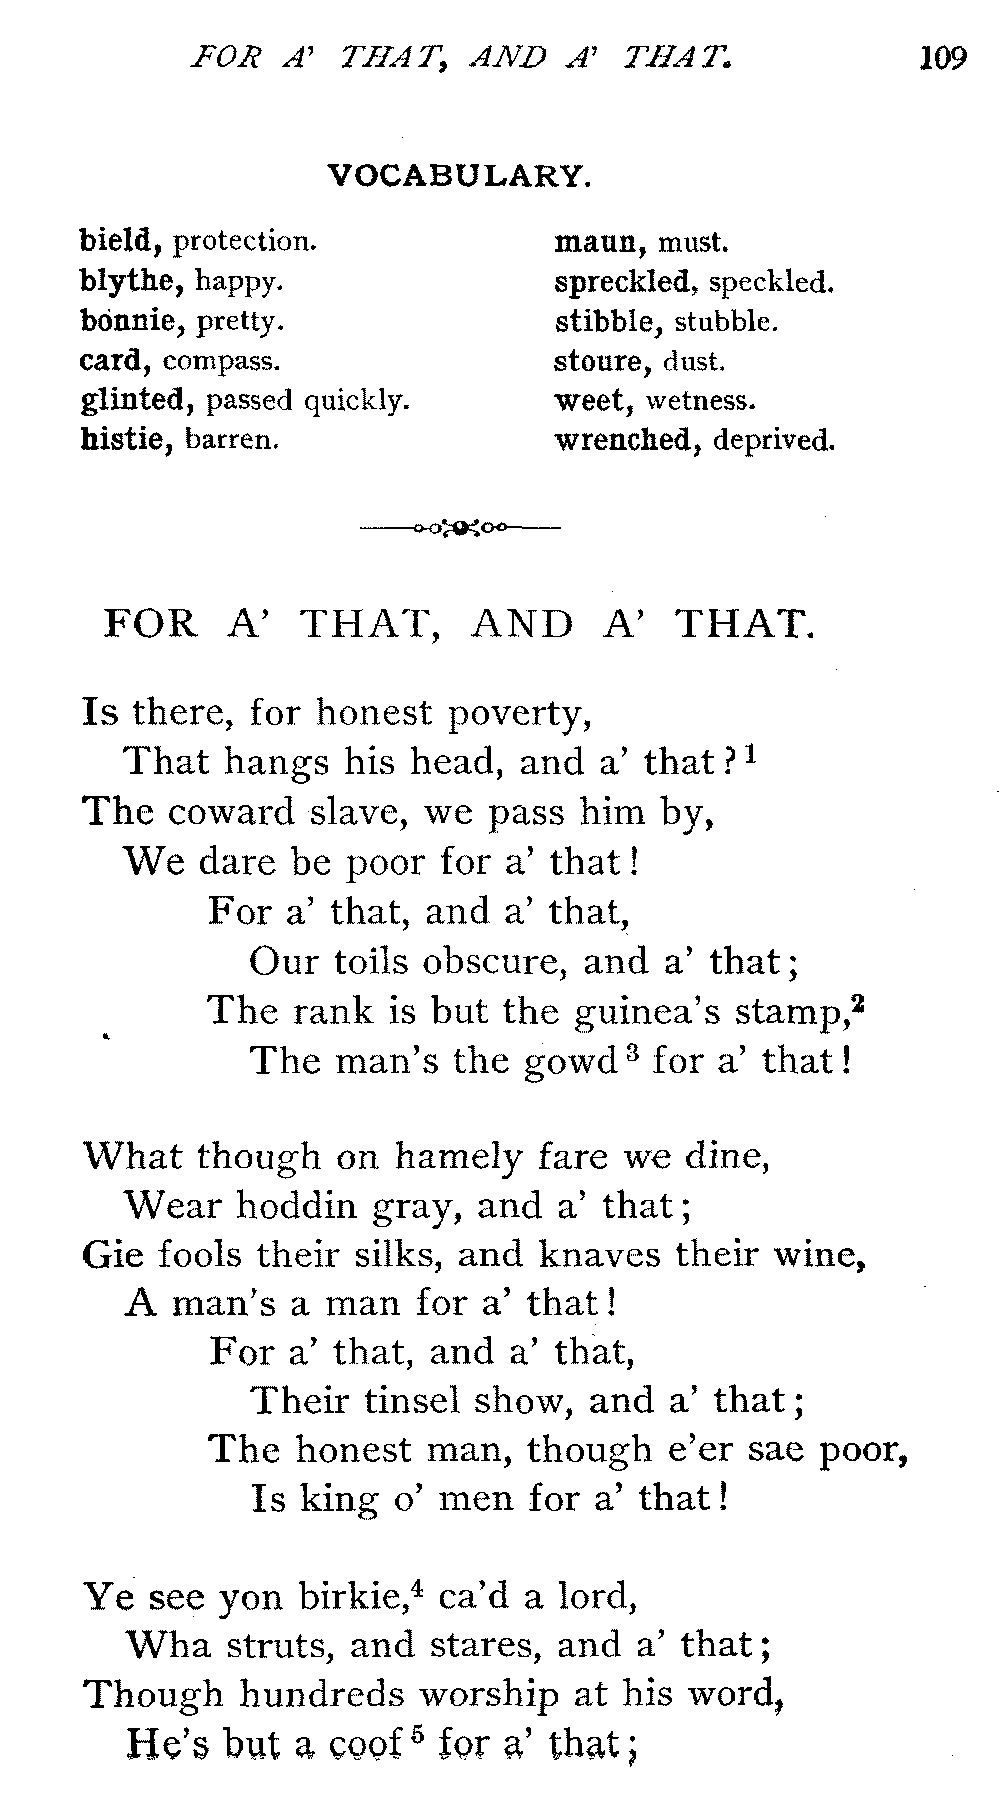 FOR A' THAT, AND A' THAT. 109
VOCABULARY.
bield, protection.
blythe, happy.
bonnie, pretty.
card, compass.
glinted, passed quickly.
histie, barren.
maun, must.
spreckled, speckled.
stibble, stubble.
stoure, dust.
weet, wetness.
wrenched, deprived.
FOR A' THAT, AND A' THAT.
Is there, for honest poverty,
That hangs his head, and a' that?¹
The coward slave, we pass him by,
We dare be poor for a' that!
For a' that, and a' that,
Our toils obscure, and a' that;
The rank is but the guinea's stamp,²
The man's the gowd³ for a' that!
What though on hamely fare we dine,
Wear hoddin gray, and a' that;
Gie fools their silks, and knaves their wine,
A man's a man for a' that!
For a' that, and a' that,
Their tinsel show, and a' that;
The honest man, though e'er sae poor,
Is king o' men for a' that!
Ye see yon birkie,⁴ ca'd a lord,
Wha struts, and stares, and a' that;
Though hundreds worship at his word,
He's but a coof⁵ for a' that;